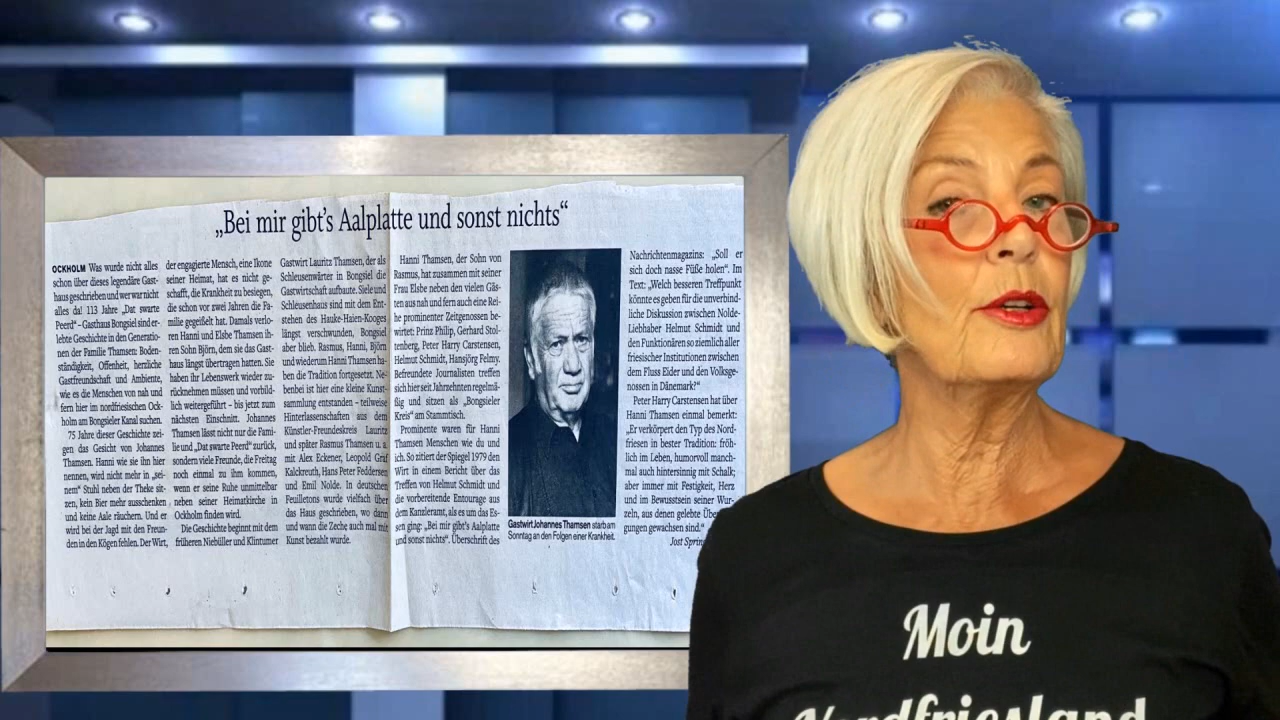 „Bei mir gibt's Aalplatte und sonst nichts“
OCKHOLM Was wurde nicht alles
schon über dieses legendäre Gast-
haus geschrieben und wer war nicht
alles da! 113 Jahre „Dat swarte
Peerd“ – Gasthaus Bongsiel sind er-
lebte Geschichte in den Generatio-
nen der Familie Thamsen: Boden-
ständigkeit, Offenheit, herzliche
Gastfreundschaft und Ambiente,
wie es die Menschen von nah und
fern hier im nordfriesischen Ock-
holm am Bongsieler Kanal suchen.
75 Jahre dieser Geschichte zei-
gen das Gesicht von Johannes
Thamsen. Hanni wie sie ihn hier
nennen, wird nicht mehr in „sei-
nem“ Stuhl neben der Theke sit-
zen, kein Bier mehr ausschenken
und keine Aale räuchern. Und er
wird bei der Jagd mit den Freun-
den in den Kögen fehlen. Der Wirt,
der engagierte Mensch, eine Ikone
seiner Heimat, hat es nicht ge-
schafft, die Krankheit zu besiegen,
die schon vor zwei Jahren die Fa-
milie gegeißelt hat. Damals verlo-
ren Hanni und Elsbe Thamsen ih-
ren Sohn Björn, dem sie das Gast-
haus längst übertragen hatten. Sie
haben ihr Lebenswerk wieder zu-
rücknehmen müssen und vorbild-
lich weitergeführt – bis jetzt zum
nächsten Einschnitt. Johannes
Thamsen lässt nicht nur die Fami-
lie und „Dat swarte Peerd“ zurück,
sondern viele Freunde, die Freitag
noch einmal zu ihm kommen,
wenn er seine Ruhe unmittelbar
neben seiner Heimatkirche in
Ockholm finden wird.
Die Geschichte beginnt mit dem
früheren Niebüller und Klintumer
Gastwirt Lauritz Thamsen, der als
Schleusenwärter in Bongsiel die
Gastwirtschaft aufbaute. Siele und
Schleusenhaus sind mit dem Ent-
stehen des Hauke-Haien-Kooges
längst verschwunden, Bongsiel
aber blieb. Rasmus, Hanni, Björn
und wiederum Hanni Thamsen ha-
ben die Tradition fortgesetzt. Ne-
benbei ist hier eine kleine Kunst-
sammlung entstanden – teilweise
Hinterlassenschaften aus dem
Künstler-Freundeskreis Lauritz
und später Rasmus Thamsen u. a.
mit Alex Eckener, Leopold Graf
Kalckreuth, Hans Peter Feddersen
und Emil Nolde. In deutschen
Feuilletons wurde vielfach über
das Haus geschrieben, wo dann
und wann die Zeche auch mal mit
Kunst bezahlt wurde.
Hanni Thamsen, der Sohn von
Rasmus, hat zusammen mit seiner
Frau Elsbe neben den vielen Gäs-
ten aus nah und fern auch eine Rei-
he prominenter Zeitgenossen be-
wirtet: Prinz Philip, Gerhard Stol-
tenberg, Peter Harry Carstensen,
Helmut Schmidt, Hansjörg Felmy.
Befreundete Journalisten treffen
sich hier seit Jahrzehnten regelmä-
ßig und sitzen als „Bongsieler
Kreis“ am Stammtisch.
Prominente waren für Hanni
Thamsen Menschen wie du und
ich. So zitiert der Spiegel 1979 den
Wirt in einem Bericht über das
Treffen von Helmut Schmidt und
die vorbereitende Entourage aus
dem Kanzleramt, als es um das Es-
sen ging: „Bei mir gibt's Aalplatte
und sonst nichts“. Überschrift des
Gastwirt Johannes Thamsen starb am
Sonntag an den Folgen einer Krankheit.
Nachrichtenmagazins: „Soll er
sich doch nasse Füße holen“. Im
Text: „Welch besseren Treffpunkt
könnte es geben für die unverbind-
liche Diskussion zwischen Nolde-
Liebhaber Helmut Schmidt und
den Funktionären so ziemlich aller
friesischer Institutionen zwischen
dem Fluss Eider und den Volksge-
nossen in Dänemark?“
Peter Harry Carstensen hat über
Hanni Thamsen einmal bemerkt:
„Er verkörpert den Typ des Nord-
friesen in bester Tradition: fröh-
lich im Leben, humorvoll manch-
mal auch hintersinnig mit Schalk;
aber immer mit Festigkeit, Herz
und im Bewusstsein seiner Wur-
zeln, aus denen gelebte Über
gungen gewachsen sind.“
Jost Sprin
Moin
Nordfriesland